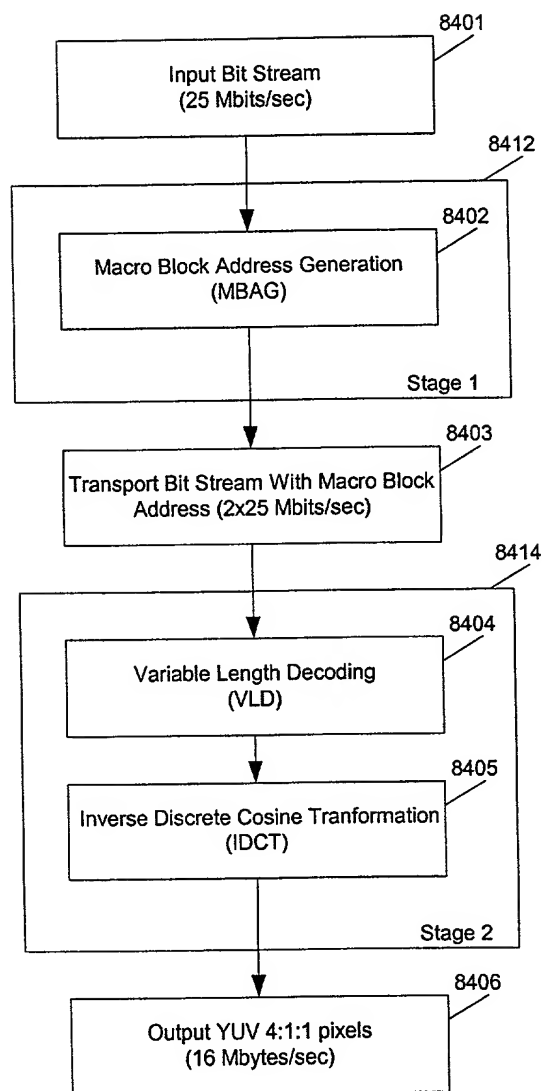 8401
Input Bit Stream
(25 Mbits/sec)
8412
8402
Macro Block Address Generation
(MBAG)
Stage 1
8403
Transport Bit Stream With Macro Block
Address (2x25 Mbits/sec)
8414
8404
Variable Length Decoding
(VLD)
8405
Inverse Discrete Cosine Tranformation
(IDCT)
Stage 2
8406
Output YUV 4:1:1 pixels
(16 Mbytes/sec)